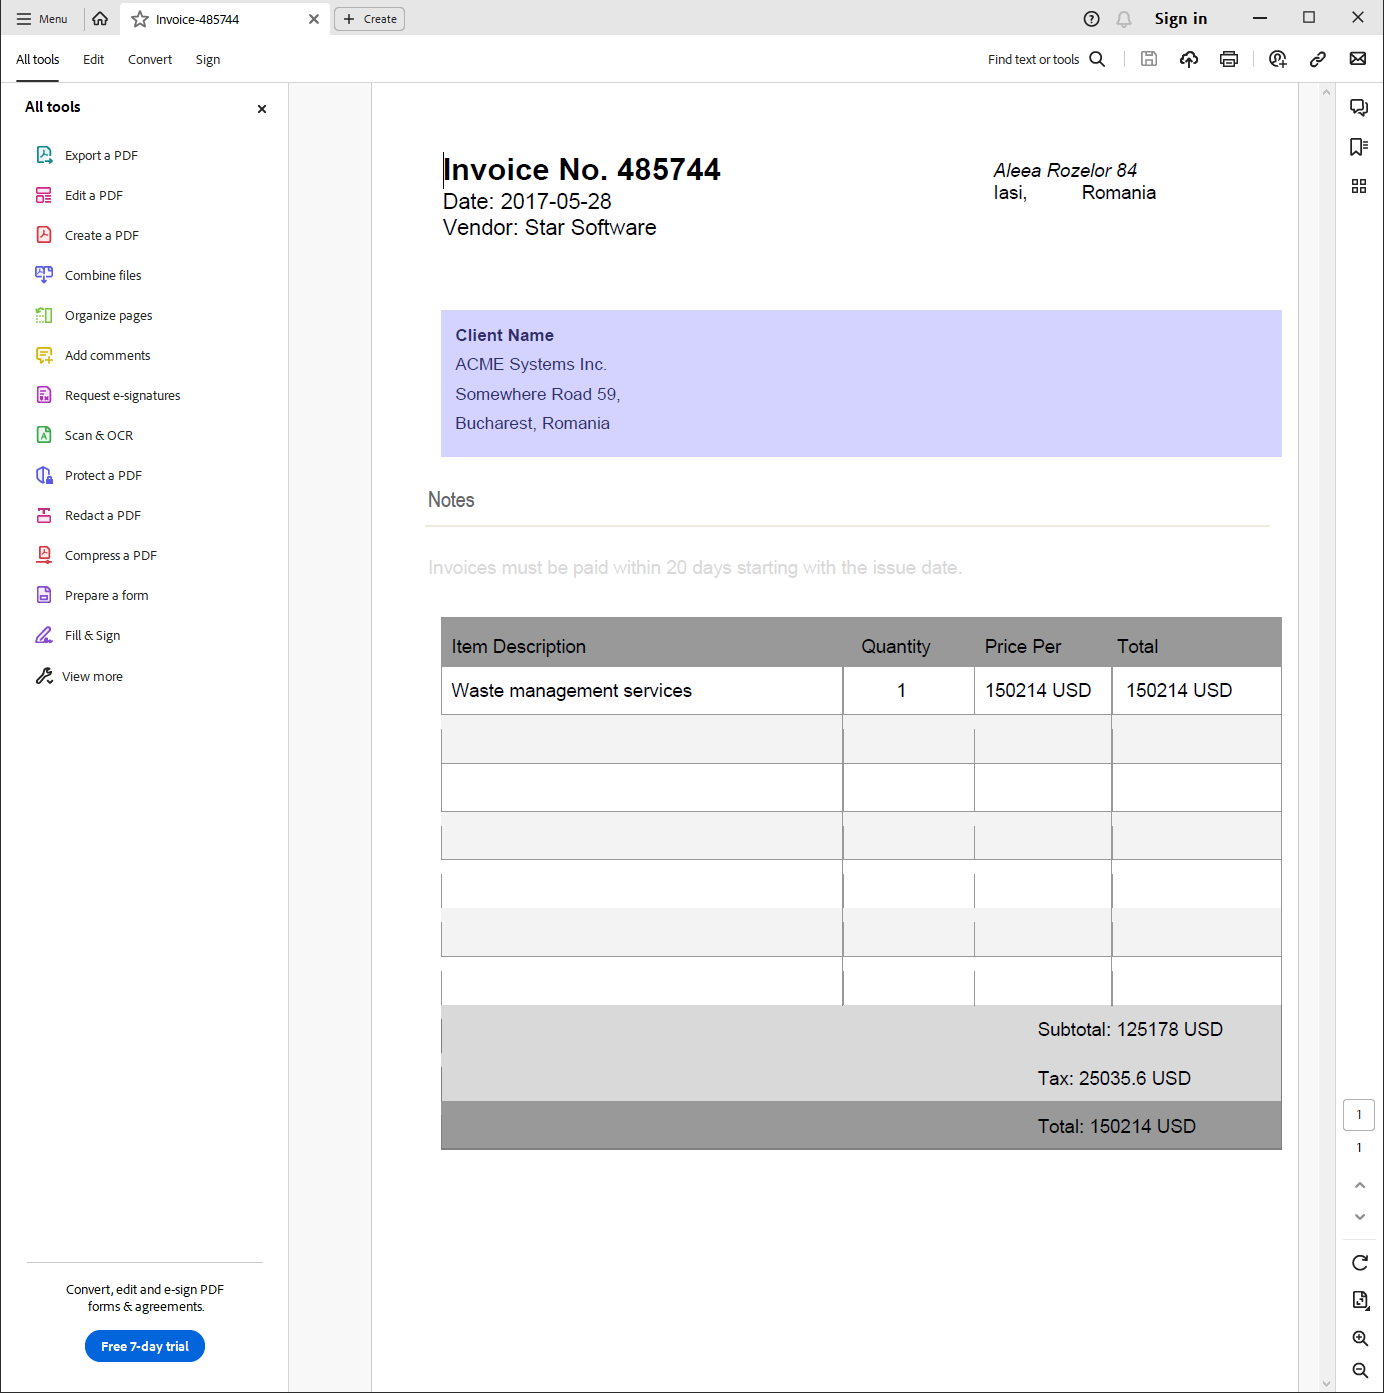 Menu
Invoice-485744
Create
Sign in
All tools
Edit
Convert
Sign
Find text or tools
All tools
Export a PDF
Edit a PDF
Create a PDF
Combine files
Organize pages
Add comments
Request e-signatures
Scan & OCR
Protect a PDF
Redact a PDF
Compress a PDF
Prepare a form
Fill & Sign
View more
Convert, edit and e-sign PDF
forms & agreements.
Free 7-day trial
Invoice No. 485744
Date: 2017-05-28
Vendor: Star Software
Aleea Rozelor 84
Iasi, Romania
Client Name
ACME Systems Inc.
Somewhere Road 59,
Bucharest, Romania
Notes
Invoices must be paid within 20 days starting with the issue date.
Item Description Quantity Price Per Total
Waste management services 1 150214 USD 150214 USD
Subtotal: 125178 USD
Tax: 25035.6 USD
Total: 150214 USD
1
1